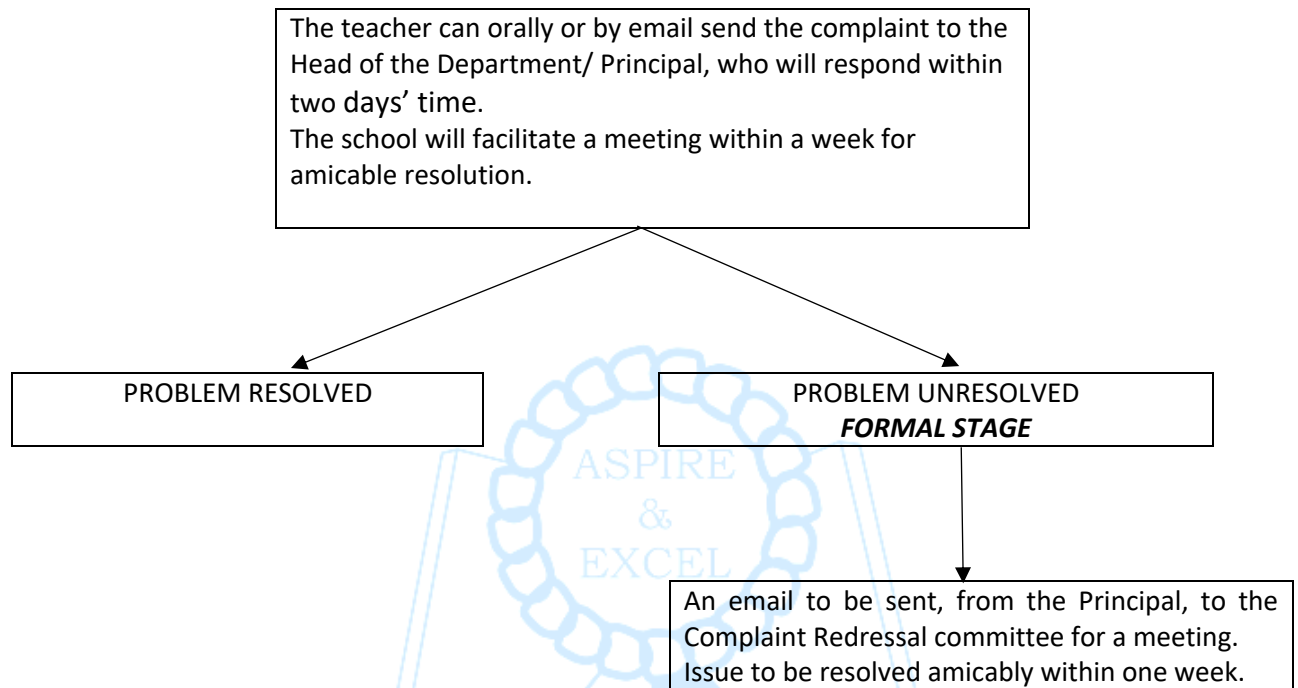 The teacher can orally or by email send the complaint to the
Head of the Department/ Principal, who will respond within
two days’ time.
The school will facilitate a meeting within a week for
amicable resolution.
PROBLEM RESOLVED
PROBLEM UNRESOLVED
FORMAL STAGE
ASPIRE
&
EXCEL
An email to be sent, from the Principal, to the
Complaint Redressal committee for a meeting.
Issue to be resolved amicably within one week.